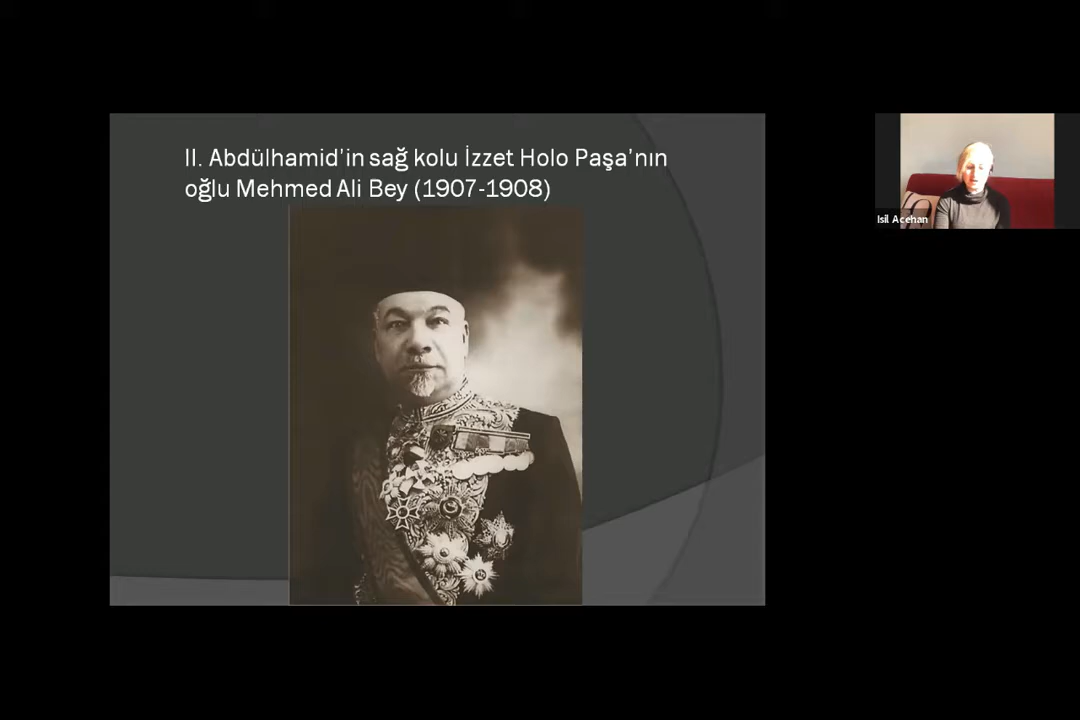 II. Abdülhamid'in sağ kolu İzzet Holo Paşa'nın
oğlu Mehmed Ali Bey (1907-1908)
Isil Acehan